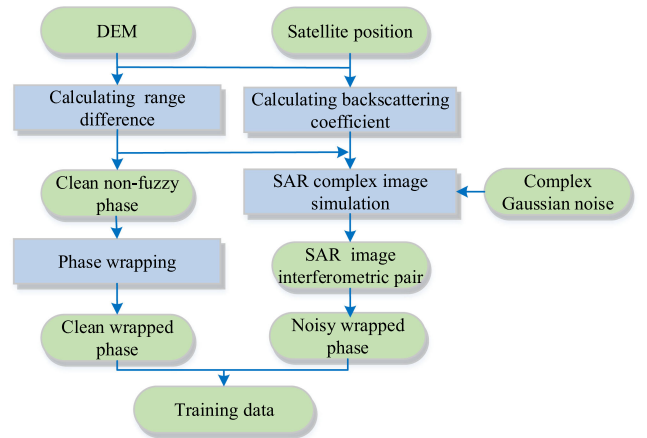 DEM
Satellite position
Calculating range
difference
Calculating backscattering
coefficient
Clean non-fuzzy
phase
SAR complex image
simulation
Complex
Gaussian noise
Phase wrapping
SAR image
interferometric pair
Clean wrapped
phase
Noisy wrapped
phase
Training data